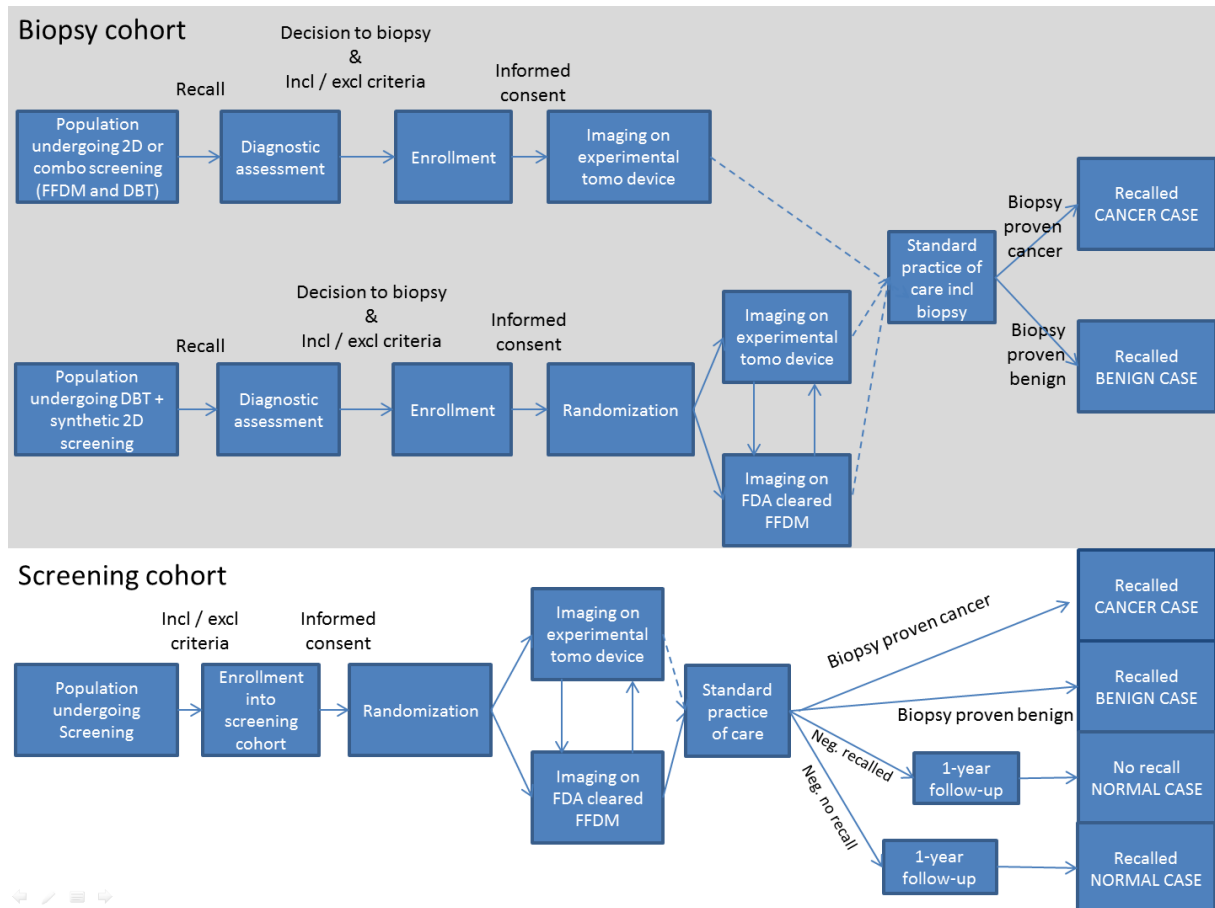 Biopsy cohort
Decision to biopsy
&
Incl / excl criteria
Recall
Informed
consent
Population
undergoing 2D or
combo screening
(FFDM and DBT)
Diagnostic
assessment
Enrollment
Imaging on
experimental
tomo device
Standard
practice of
care incl
biopsy
Biopsy
proven
cancer
Recalled
CANCER CASE
Biopsy
proven
benign
Recalled
BENIGN CASE
Decision to biopsy
&
Incl / excl criteria
Recall
Informed
consent
Population
undergoing DBT +
synthetic 2D
screening
Diagnostic
assessment
Enrollment
Randomization
Imaging on
experimental
tomo device
Imaging on
FDA cleared
FFDM
Screening cohort
Incl / excl
criteria
Informed
consent
Population
undergoing
Screening
Enrollment
into
screening
cohort
Randomization
Imaging on
experimental
tomo device
Imaging on
FDA cleared
FFDM
Standard
practice
of care
Biopsy proven cancer
Recalled
CANCER CASE
Biopsy proven benign
Recalled
BENIGN CASE
Neg. recalled
1-year
follow-up
No recall
NORMAL CASE
Neg. no
recall
1-year
follow-up
Recalled
NORMAL CASE